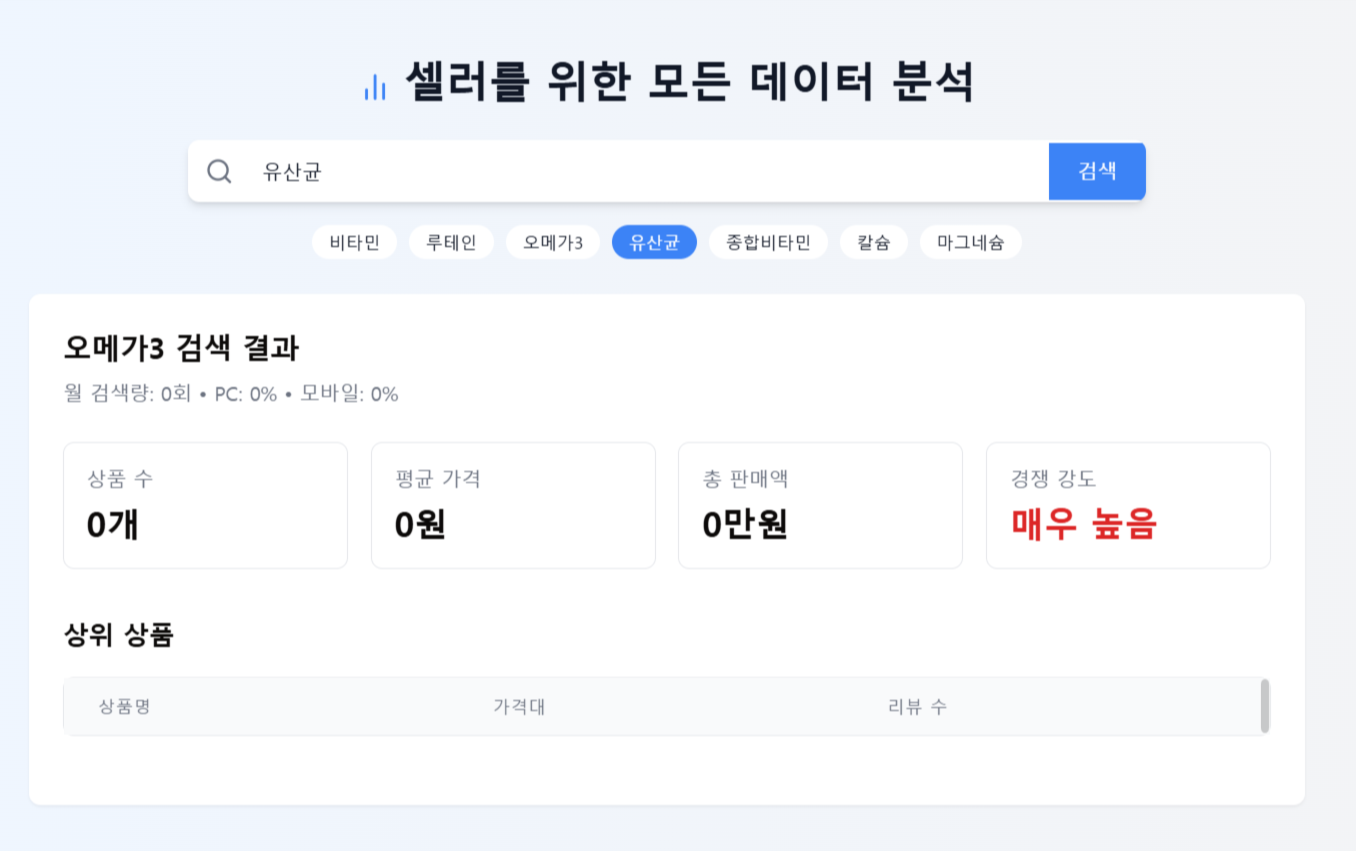 셀러를 위한 모든 데이터 분석
유산균 검색
비타민 루테인 오메가3 유산균 종합비타민 칼슘 마그네슘
오메가3 검색 결과
월 검색량: 0회 • PC: 0% • 모바일: 0%
상품 수 평균 가격 총 판매액 경쟁 강도
0개 0원 0만원 매우 높음
상위 상품
상품명 가격대 리뷰 수